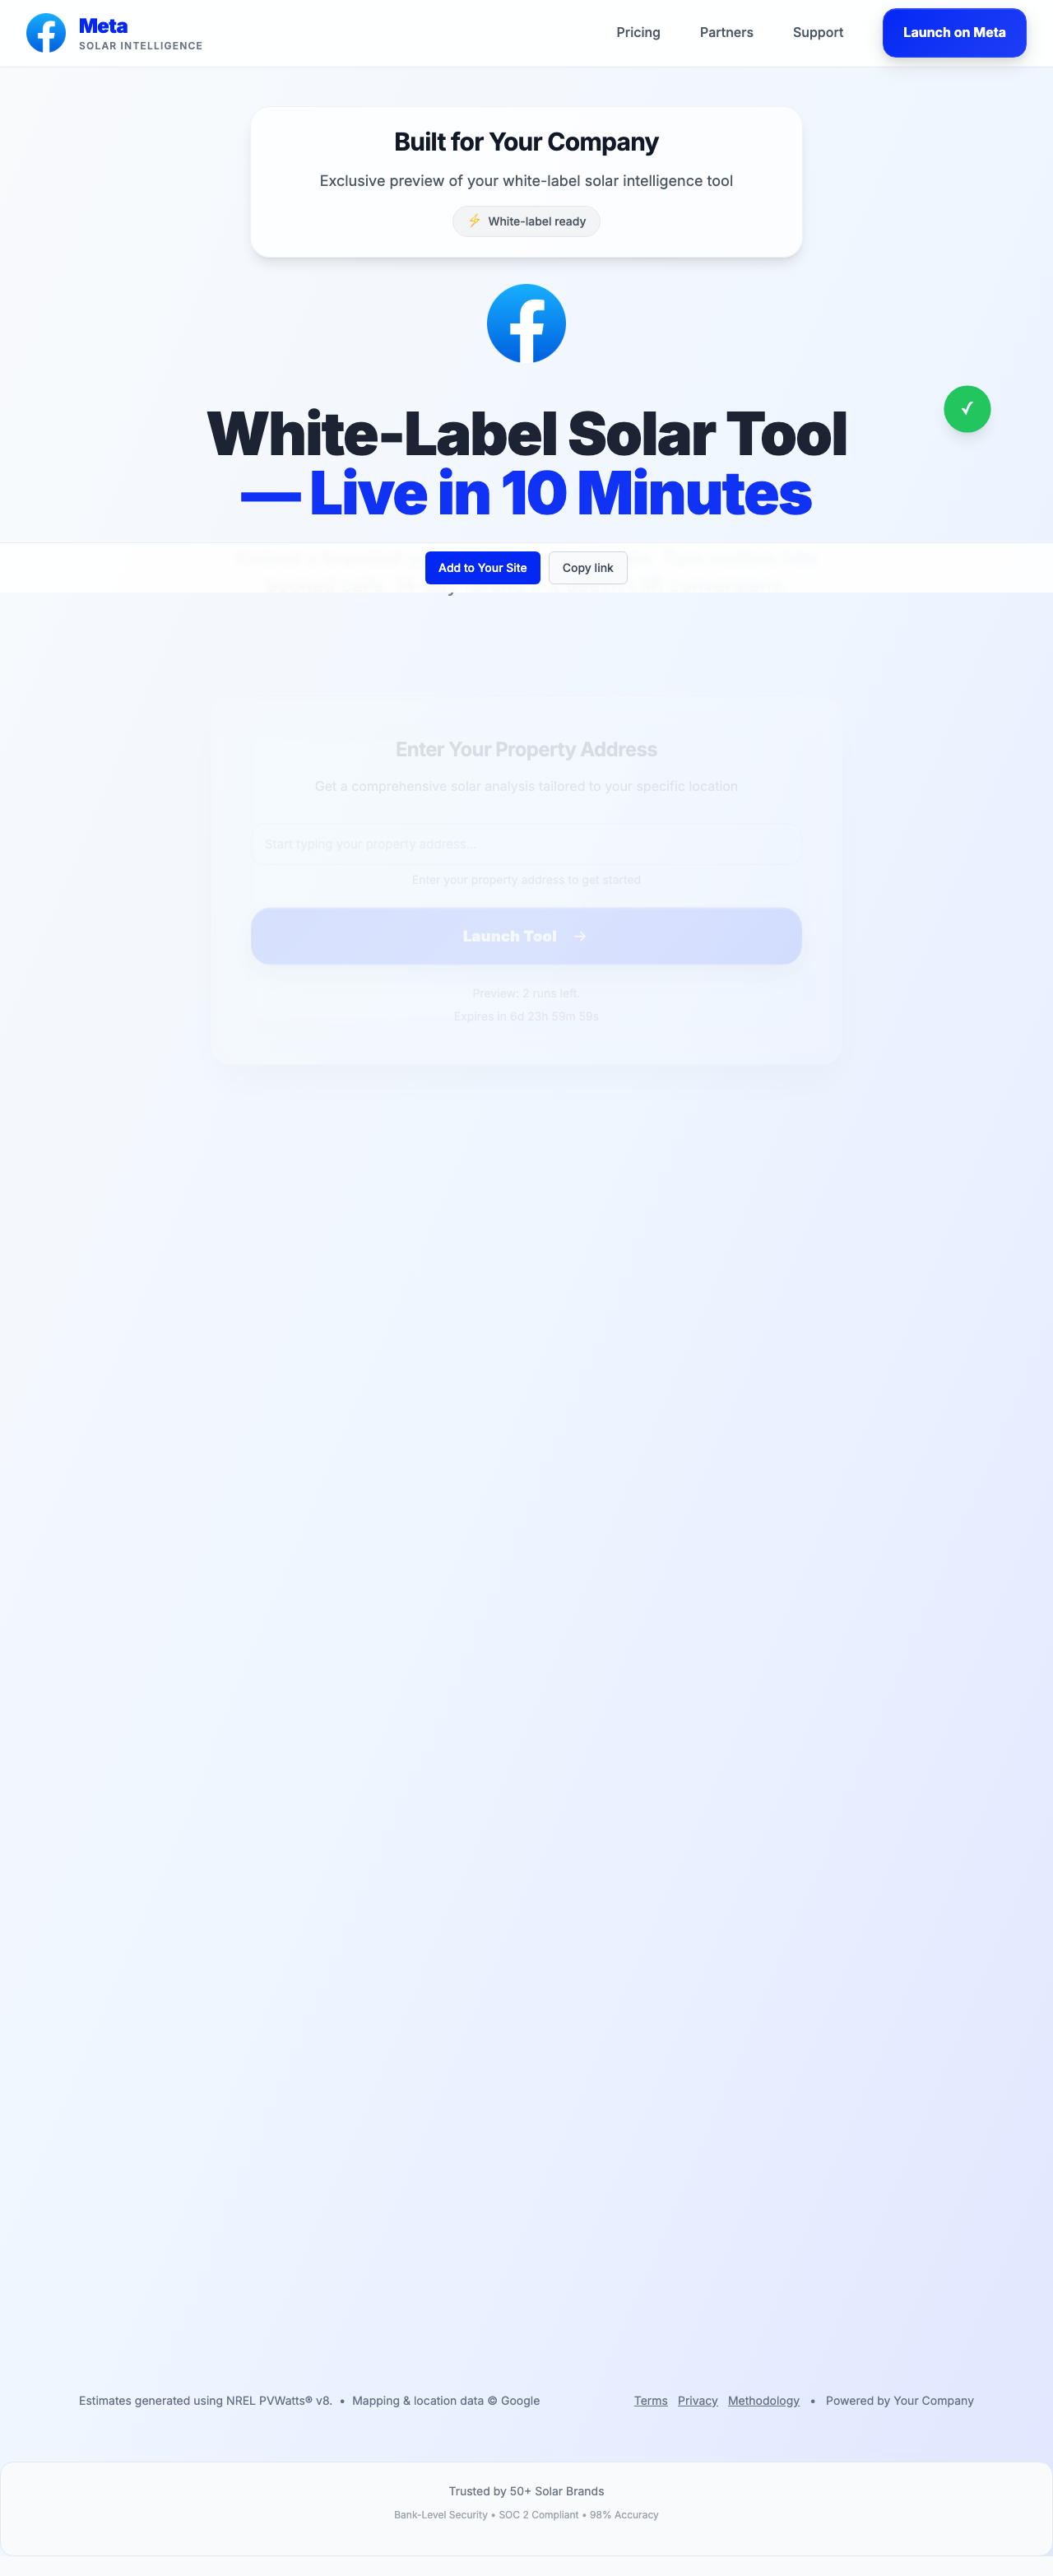 Meta
SOLAR INTELLIGENCE
Pricing
Partners
Support
Launch on Meta
Built for Your Company
Exclusive preview of your white-label solar intelligence tool
⚡ White-label ready
White-Label Solar Tool
— Live in 10 Minutes
Add to Your Site
Copy link
Enter Your Property Address
Get a comprehensive solar analysis tailored to your specific location
Start typing your property address...
Enter your property address to get started
Launch Tool →
Preview: 2 runs left.
Expires in 6d 23h 59m 59s
Estimates generated using NREL PVWatts® v8. • Mapping & location data © Google
Terms Privacy Methodology • Powered by Your Company
Trusted by 50+ Solar Brands
Bank-Level Security • SOC 2 Compliant • 98% Accuracy